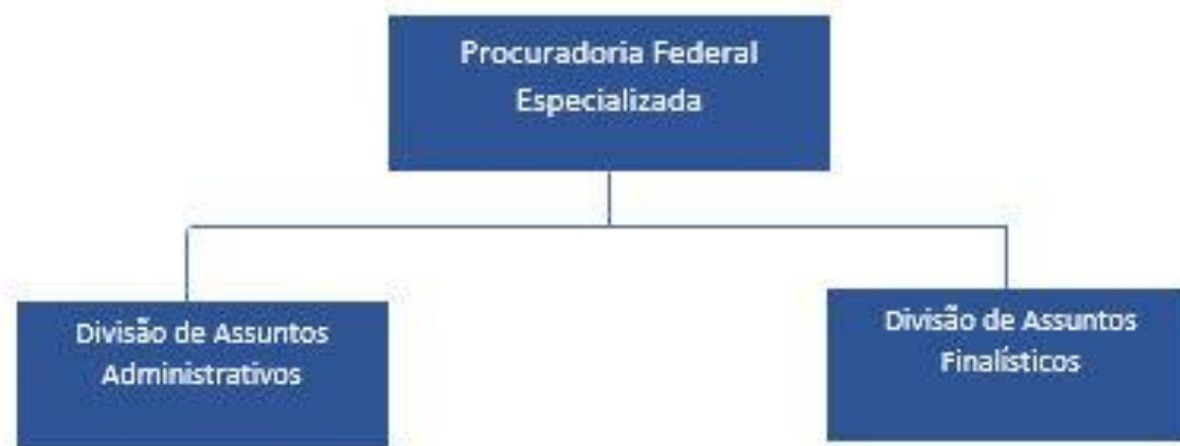 Procuradoria Federal
Especializada
Divisão de Assuntos
Administrativos
Divisão de Assuntos
Finalísticos